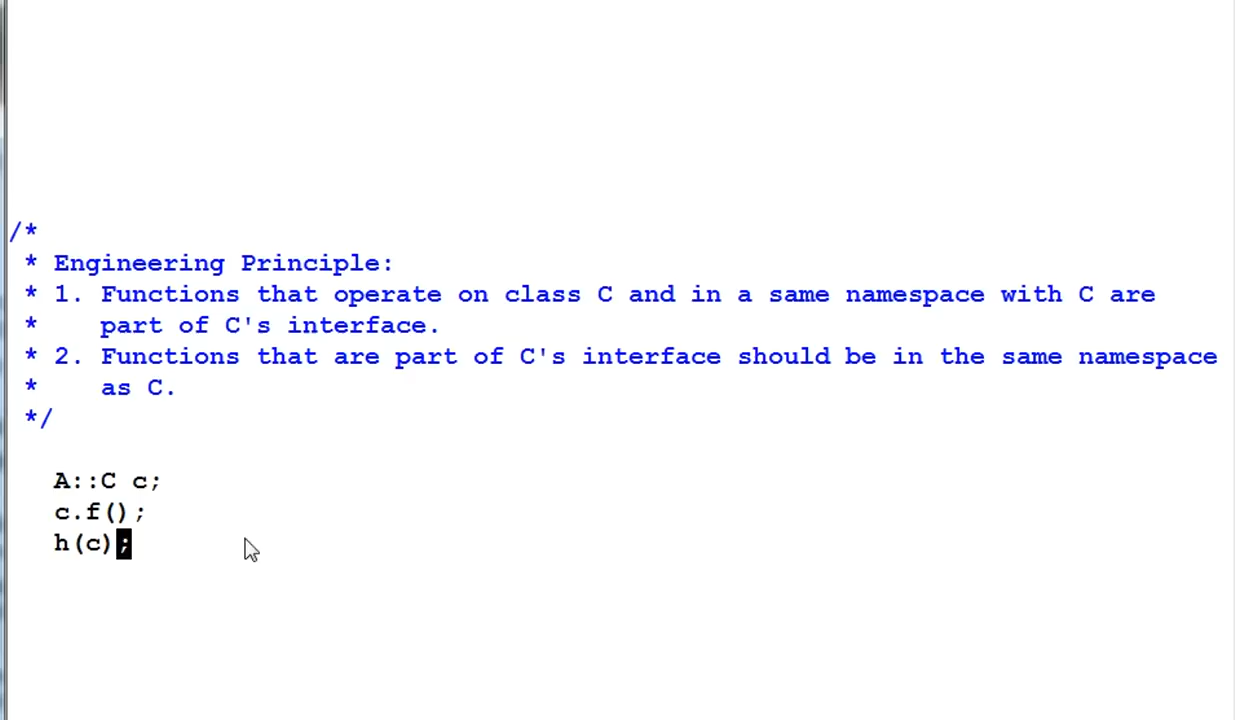 /*
* Engineering Principle:
* 1. Functions that operate on class C and in a same namespace with C are
* part of C's interface.
* 2. Functions that are part of C's interface should be in the same namespace
* as C.
*/
A::C c;
c.f();
h(c);